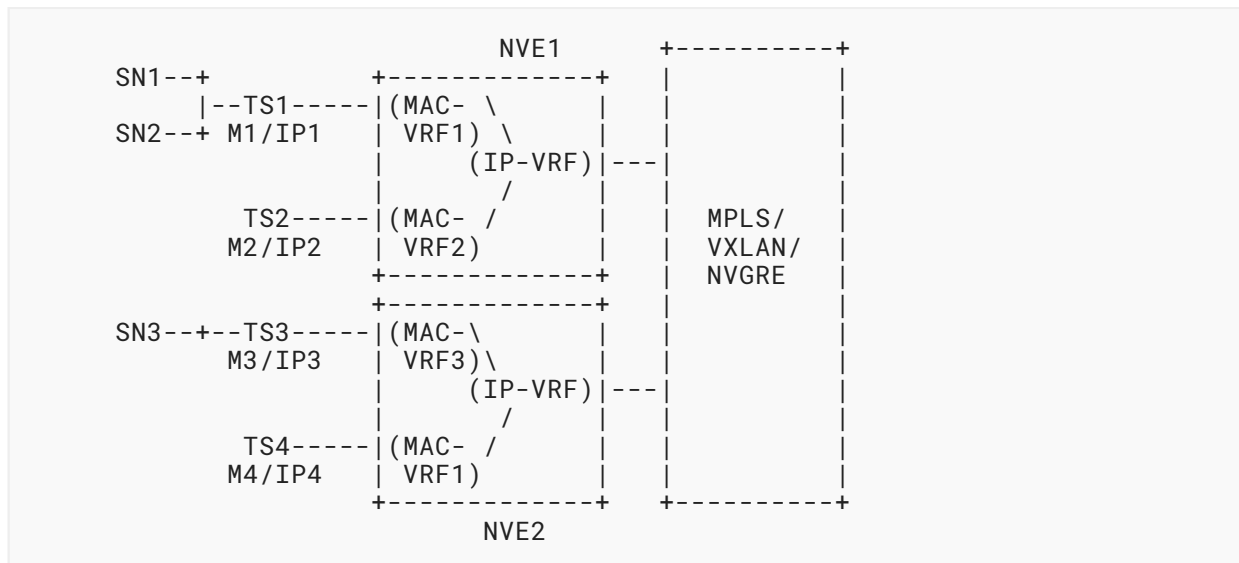 NVE1         +----------+
SN1--+          +-------------+      |          |
     |--TS1-----|(MAC- \      |      |          |
SN2--+ M1/IP1   | VRF1) \     |      |          |
                |     (IP-VRF)|---|          |
                |       /     |      |          |
        TS2-----|(MAC- /      |      |  MPLS/   |
       M2/IP2   | VRF2)       |      |  VXLAN/  |
                +-------------+      |  NVGRE   |
                +-------------+      |          |
SN3--+--TS3-----|(MAC-\       |      |          |
       M3/IP3   | VRF3)\      |      |          |
                |     (IP-VRF)|---|          |
                |       /     |      |          |
        TS4-----|(MAC- /      |      |          |
       M4/IP4   | VRF1)       |      |          |
                +-------------+      +----------+
                      NVE2